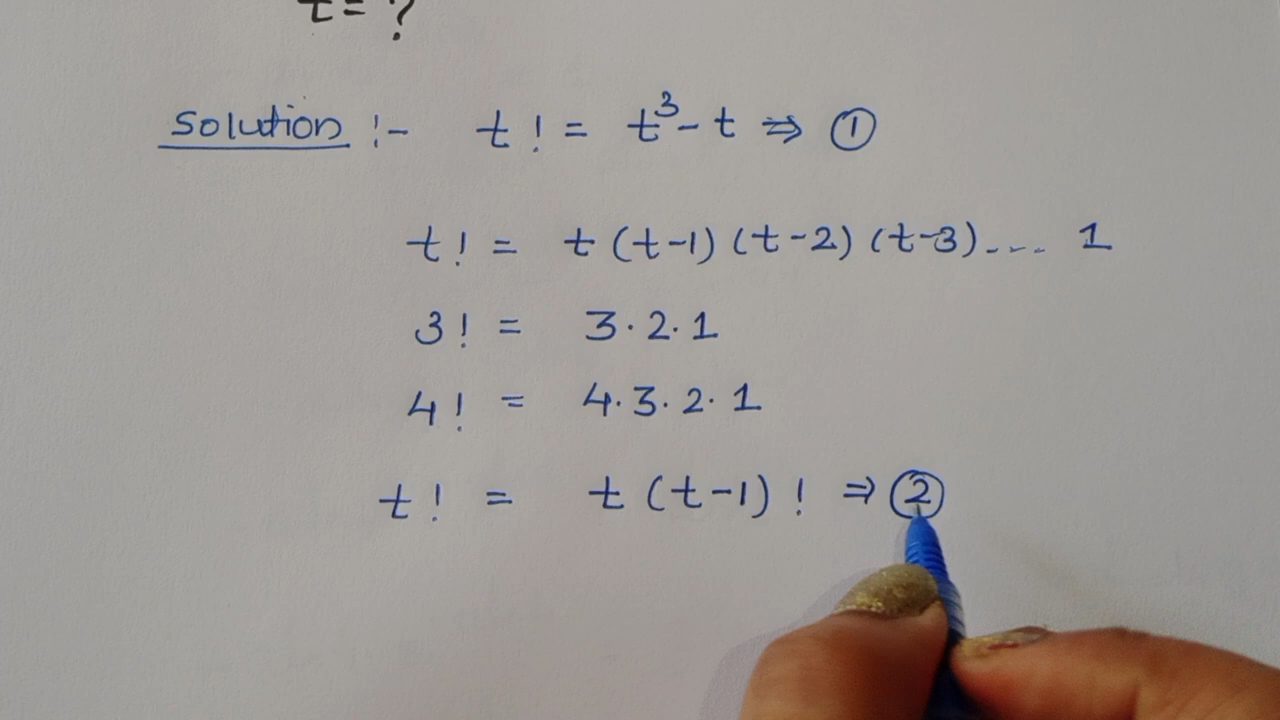 t = ?
Solution :- t! = t³ - t ⇒ ①
t! = t (t-1) (t-2) (t-3) ---- 1
3! = 3·2·1
4! = 4·3·2·1
t! = t (t-1)! ⇒ ②